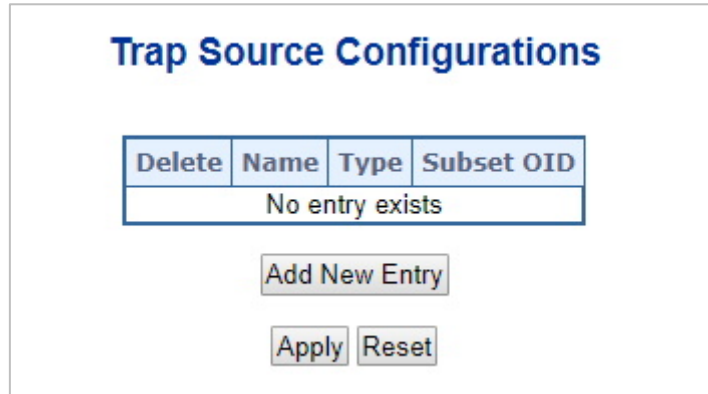 Trap Source Configurations
Delete Name Type Subset OID
No entry exists
Add New Entry
Apply Reset